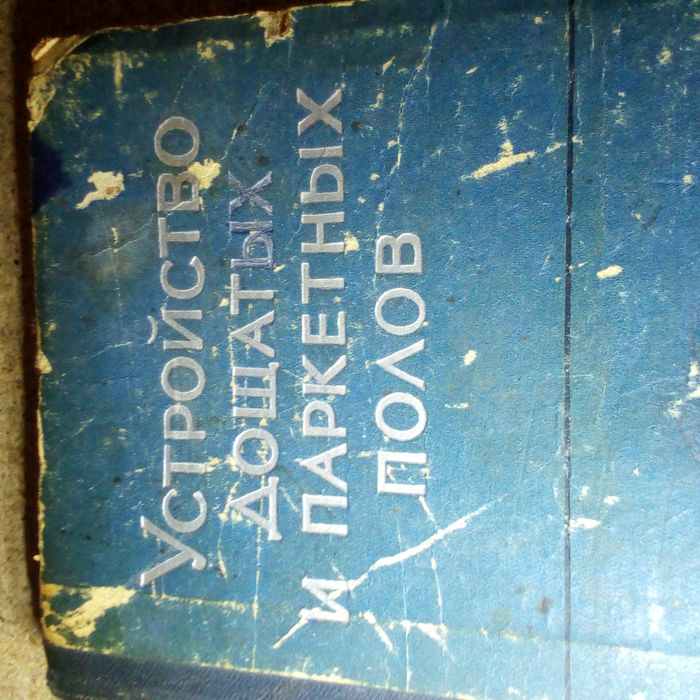 Устройство
дощатых
и паркетных
полов